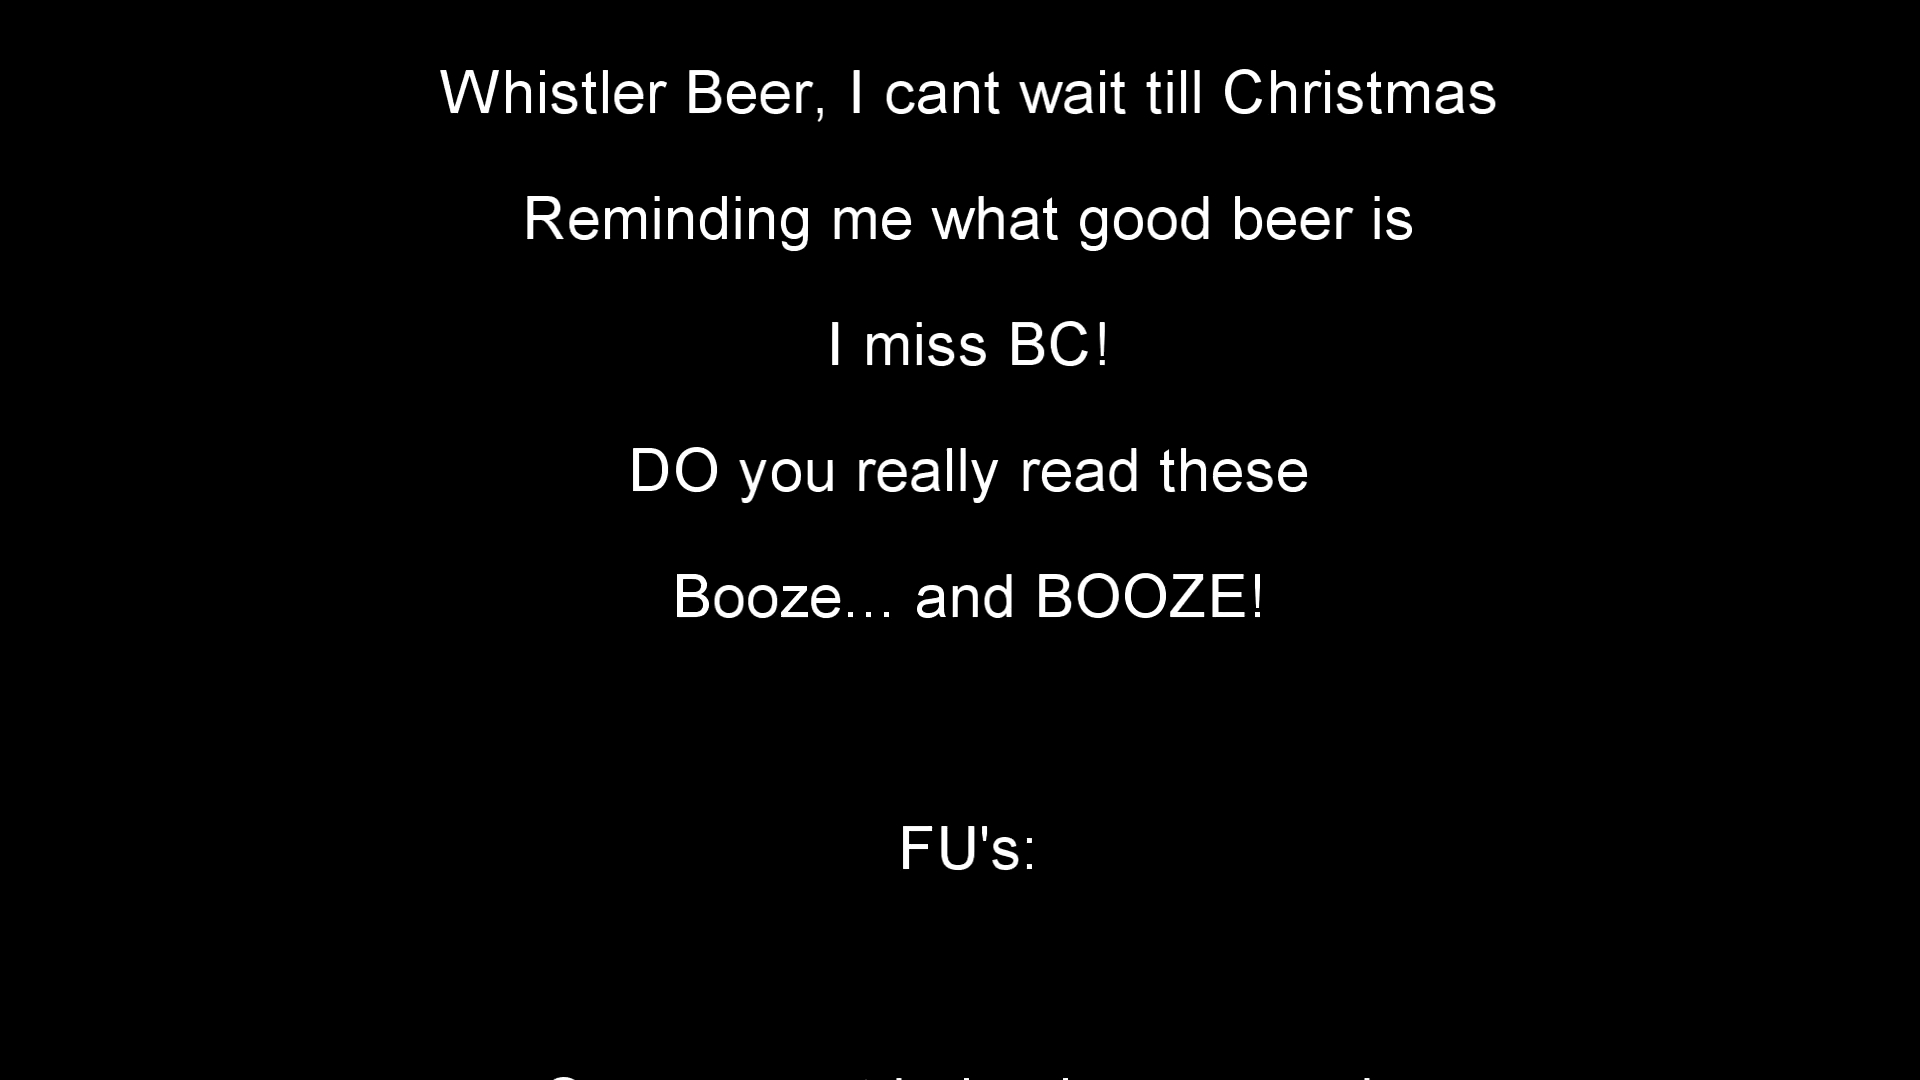 Whistler Beer, I cant wait till Christmas
Reminding me what good beer is
I miss BC!
DO you really read these
Booze... and BOOZE!
FU's: